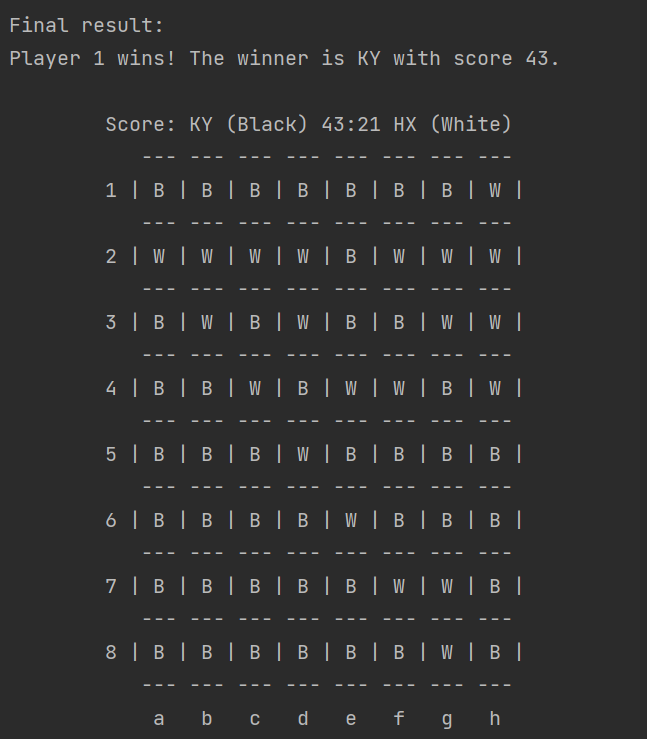 Final result:
Player 1 wins! The winner is KY with score 43.
Score: KY (Black) 43:21 HX (White)
--- --- --- --- --- --- --- ---
1 | B | B | B | B | B | B | B | W |
--- --- --- --- --- --- --- ---
2 | W | W | W | W | B | W | W | W |
--- --- --- --- --- --- --- ---
3 | B | W | B | W | B | B | W | W |
--- --- --- --- --- --- --- ---
4 | B | B | W | B | W | W | B | W |
--- --- --- --- --- --- --- ---
5 | B | B | B | W | B | B | B | B |
--- --- --- --- --- --- --- ---
6 | B | B | B | B | W | B | B | B |
--- --- --- --- --- --- --- ---
7 | B | B | B | B | B | W | W | B |
--- --- --- --- --- --- --- ---
8 | B | B | B | B | B | B | W | B |
--- --- --- --- --- --- --- ---
a b c d e f g h